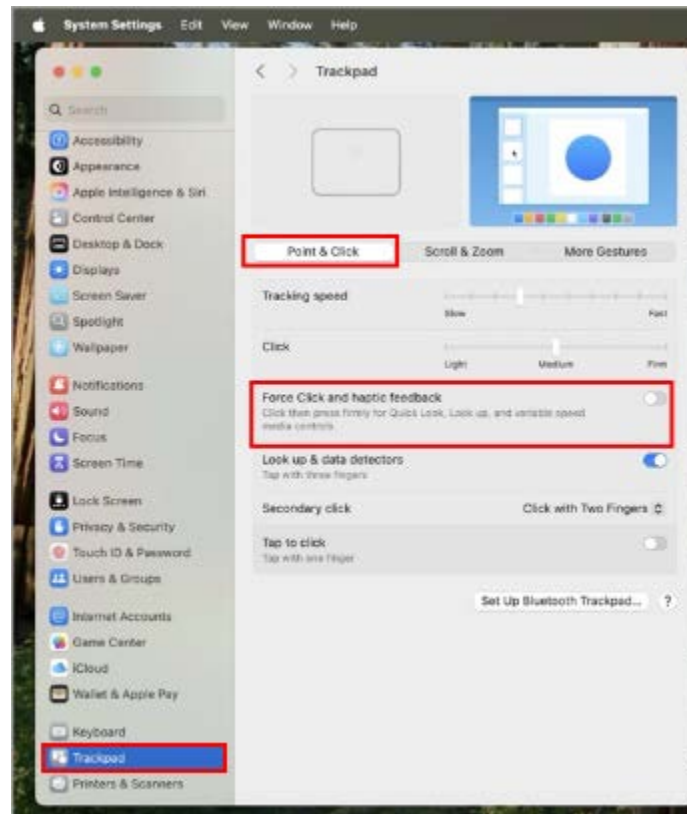 System Settings Edit View Window Help
Trackpad
Search
Accessibility
Appearance
Apple Intelligence & Siri
Control Center
Desktop & Dock
Displays
Screen Saver
Spotlight
Wallpaper
Notifications
Sound
Focus
Screen Time
Lock Screen
Privacy & Security
Touch ID & Password
Users & Groups
Internet Accounts
Game Center
iCloud
Wallet & Apple Pay
Keyboard
Trackpad
Printers & Scanners
Point & Click Scroll & Zoom More Gestures
Tracking speed
Slow Fast
Click
Light Medium Firm
Force Click and haptic feedback
Click then press firmly for Quick Look, Look up, and variable speed
media controls.
Look up & data detectors
Tap with three fingers
Secondary click Click with Two Fingers
Tap to click
Tap with one finger
Set Up Bluetooth Trackpad... ?